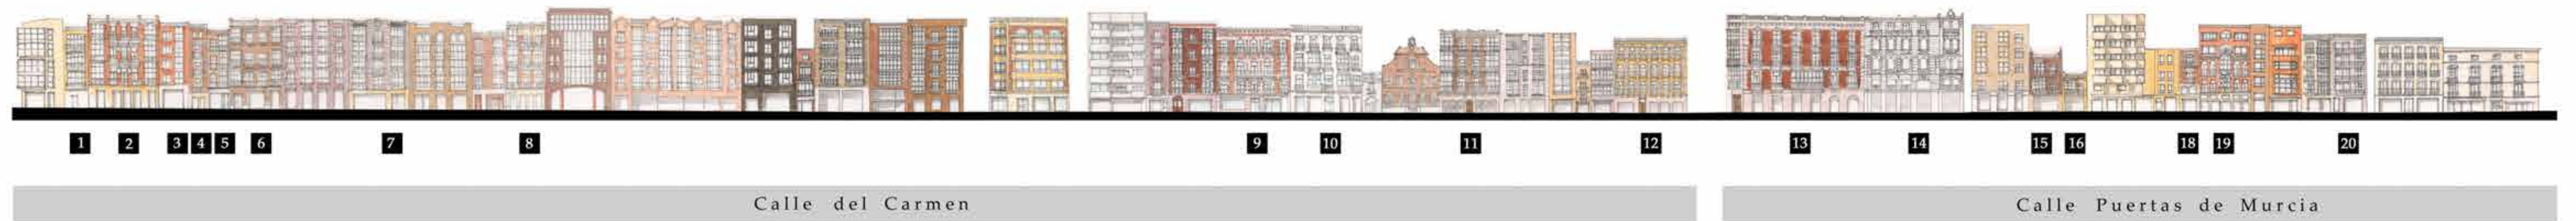 1 2 3 4 5 6 7 8 9 10 11 12 13 14 15 16 18 19 20
Calle del Carmen
Calle Puertas de Murcia